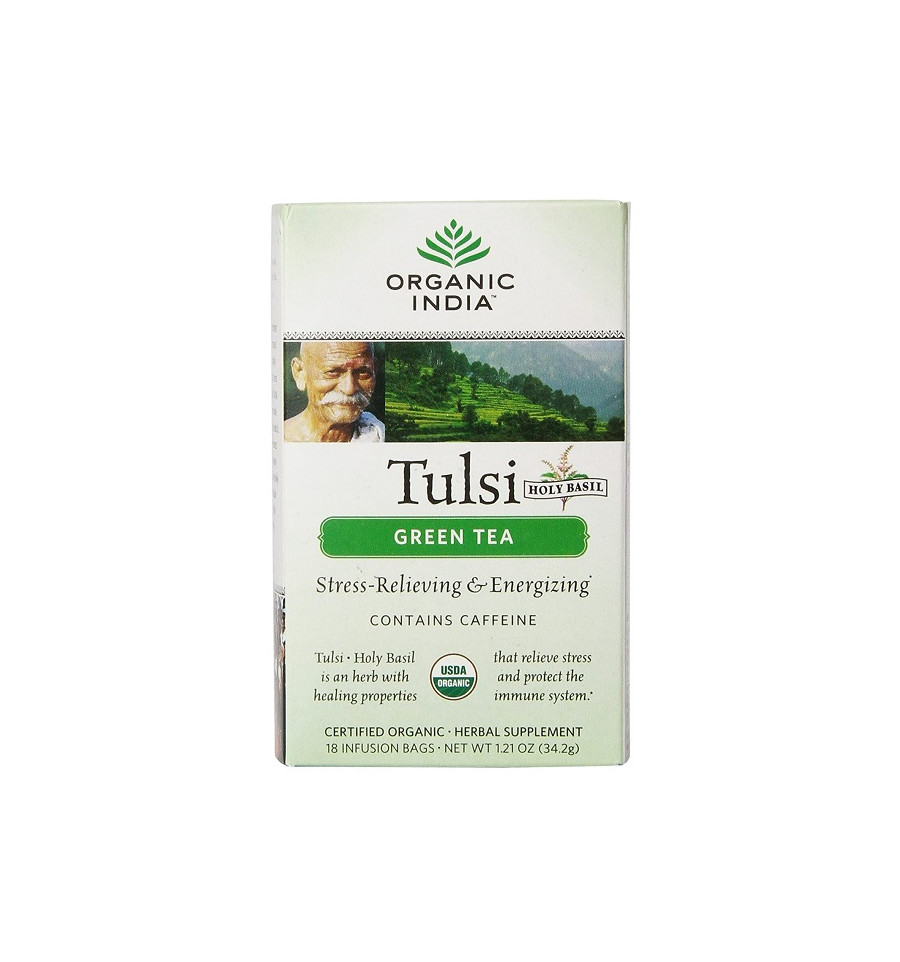 ORGANIC
INDIA™
Tulsi
HOLY BASIL
GREEN TEA
Stress-Relieving & Energizing*
CONTAINS CAFFEINE
Tulsi • Holy Basil
is an herb with
healing properties
USDA
ORGANIC
that relieve stress
and protect the
immune system.*
CERTIFIED ORGANIC • HERBAL SUPPLEMENT
18 INFUSION BAGS • NET WT 1.21 OZ (34.2g)